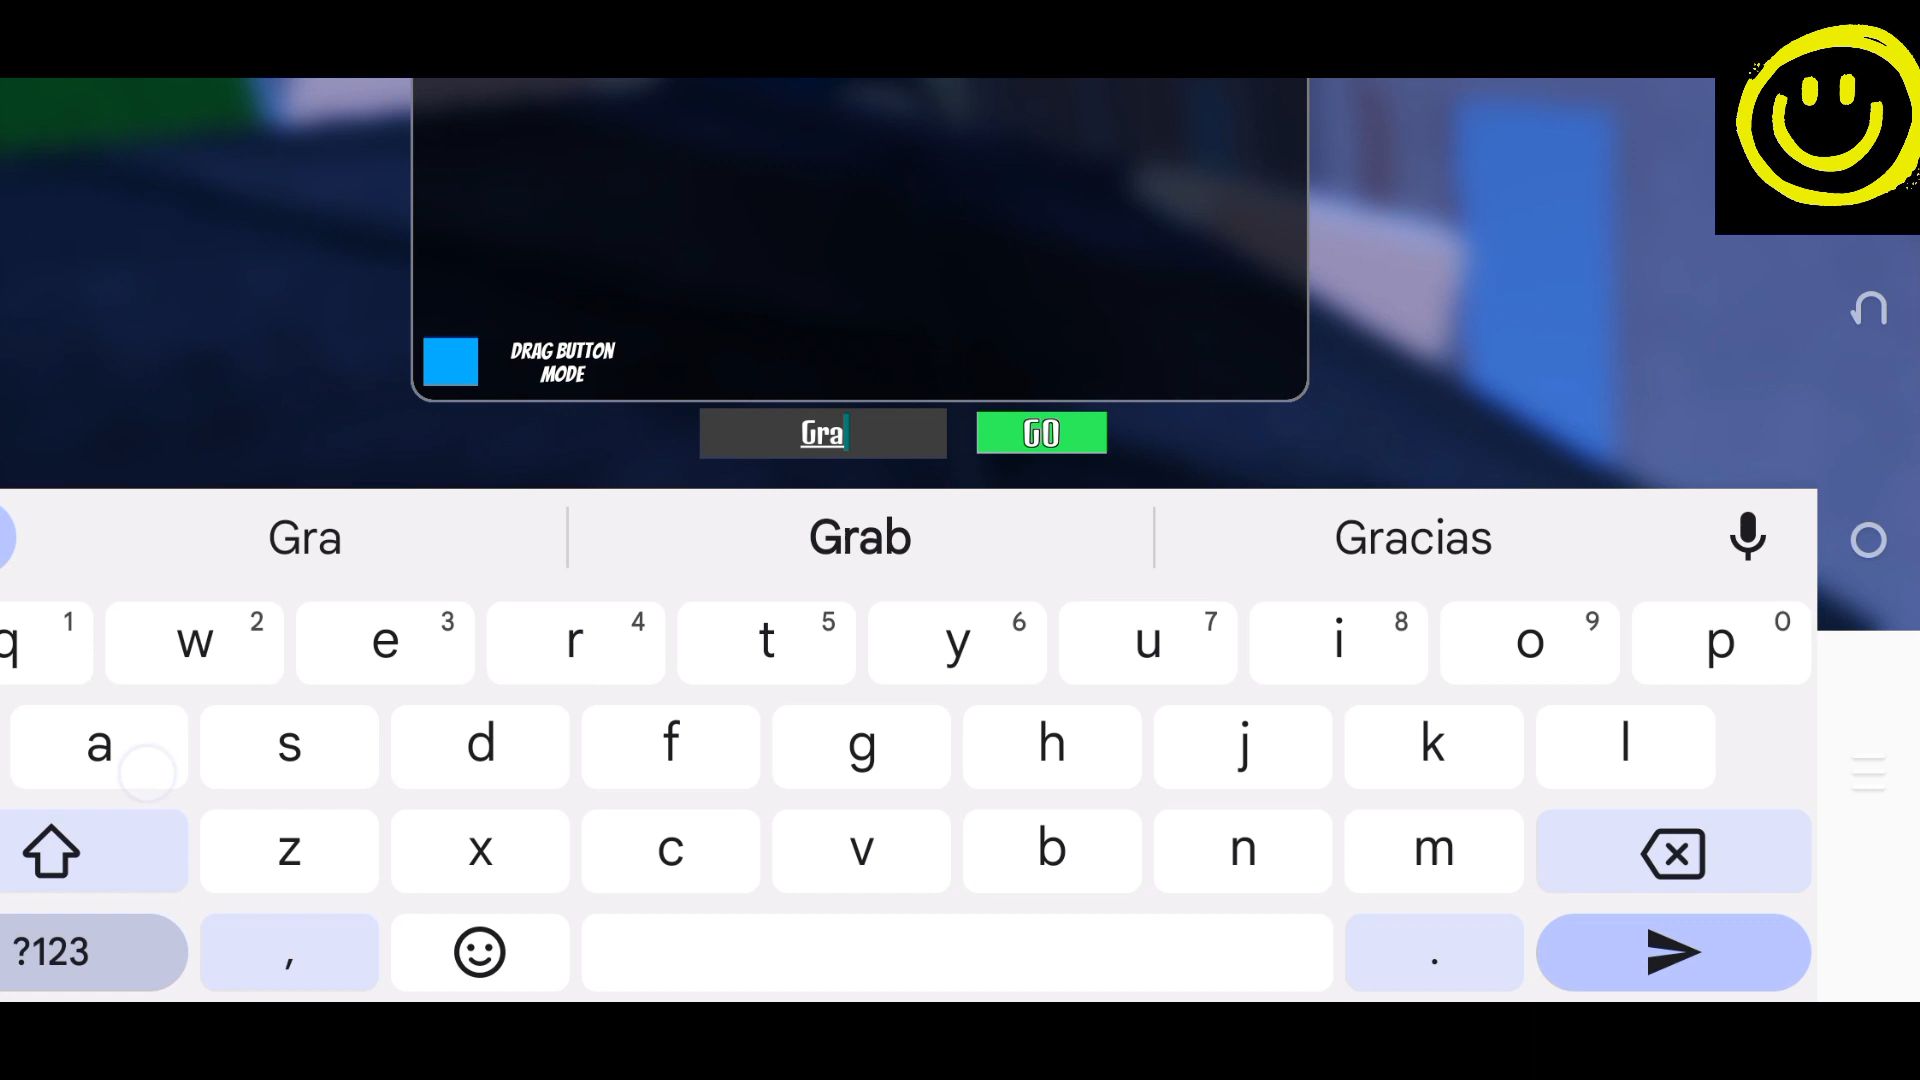 DRAG BUTTON
MODE
Gra
GO
Gra
Grab
Gracias
q 1 w 2 e 3 r 4 t 5 y 6 u 7 i 8 o 9 p 0
a s d f g h j k l
z x c v b n m
?123 , .